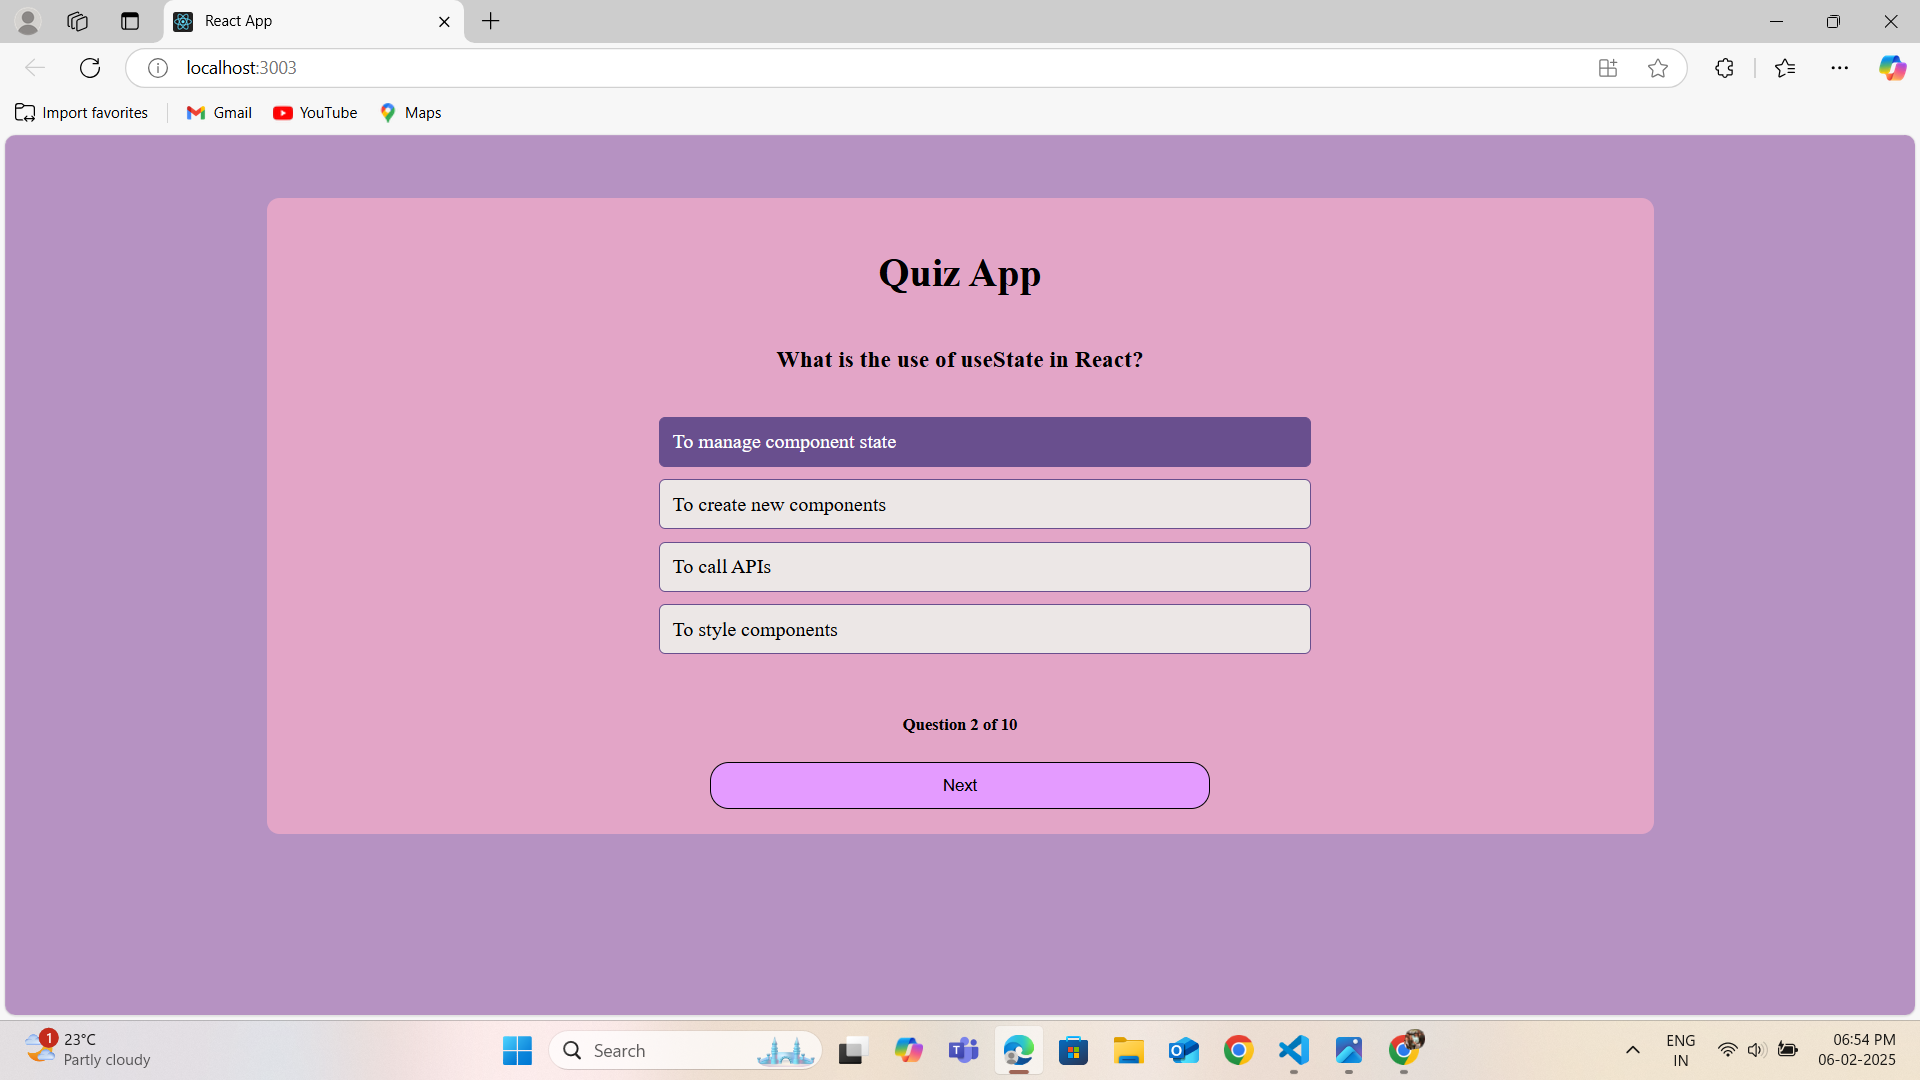 React App
localhost:3003
Import favorites
Gmail
YouTube
Maps
Quiz App
What is the use of useState in React?
To manage component state
To create new components
To call APIs
To style components
Question 2 of 10
Next
1
23°C
Partly cloudy
Search
ENG
IN
06:54 PM
06-02-2025